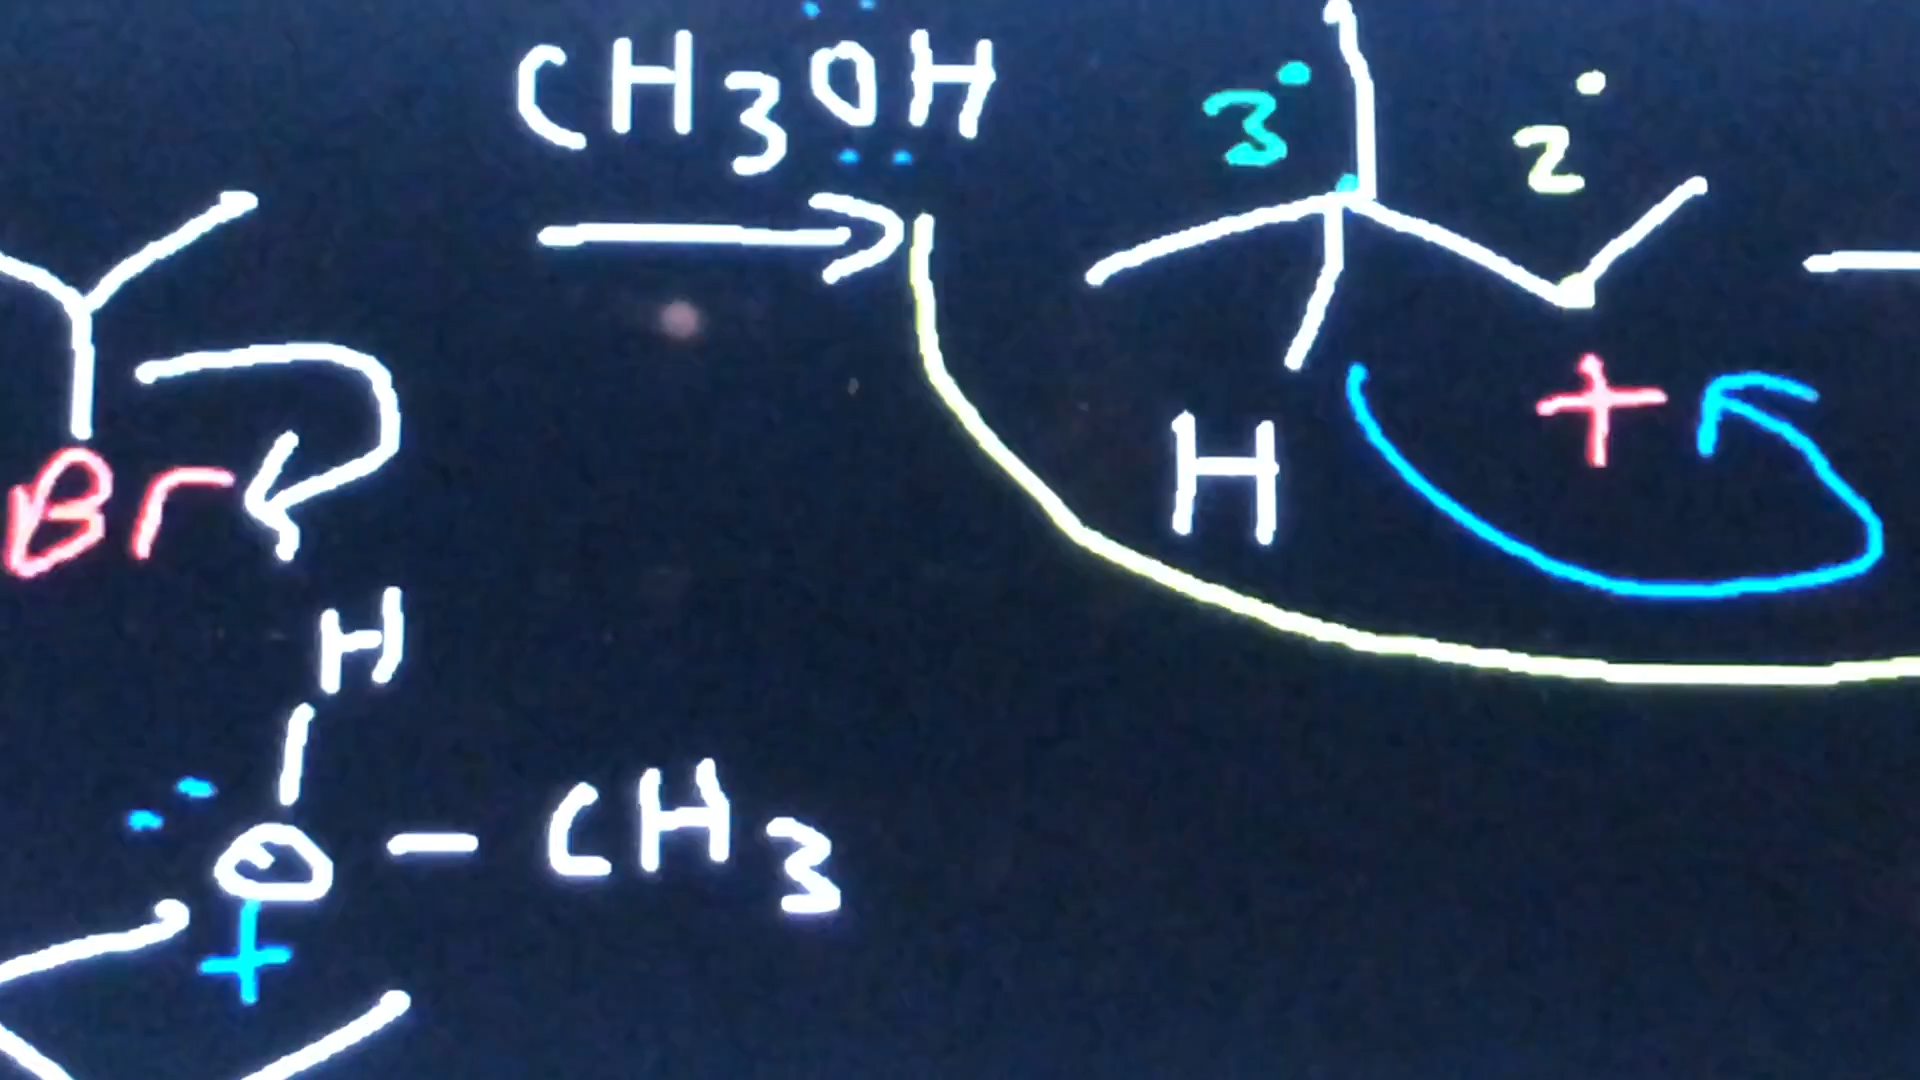 CH3OH
3° 2°
+
Br
H
H
O - CH3
+